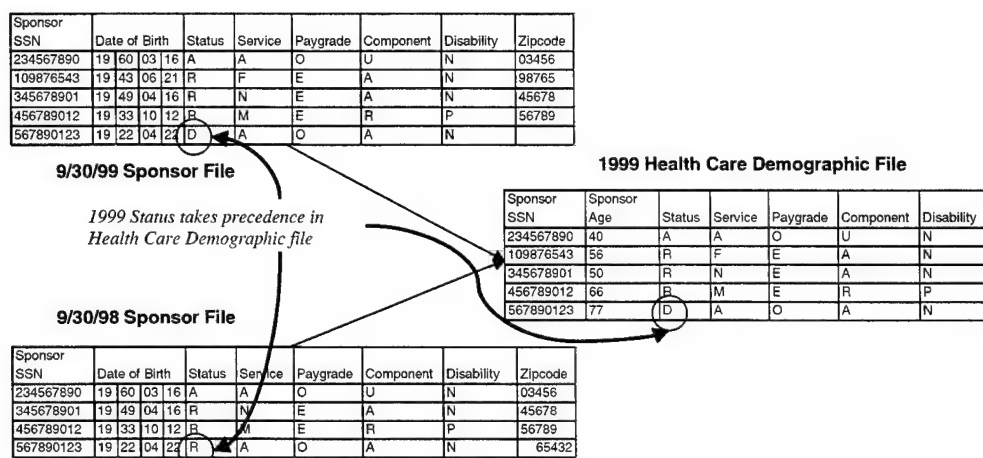 Sponsor
SSN Date of Birth Status Service Paygrade Component Disability Zipcode
234567890 19 60 03 16 A A O U N 03456
109876543 19 43 06 21 R F E A N 98765
345678901 19 49 04 16 R N E A N 45678
456789012 19 33 10 12 R M E R P 56789
567890123 19 22 04 22 D A O A N
9/30/99 Sponsor File
1999 Status takes precedence in
Health Care Demographic file
1999 Health Care Demographic File
Sponsor Sponsor
SSN Age Status Service Paygrade Component Disability
234567890 40 A A O U N
109876543 56 R F E A N
345678901 50 R N E A N
456789012 66 R M E R P
567890123 77 D A O A N
9/30/98 Sponsor File
Sponsor
SSN Date of Birth Status Service Paygrade Component Disability Zipcode
234567890 19 60 03 16 A A O U N 03456
345678901 19 49 04 16 R N E A N 45678
456789012 19 33 10 12 R M E R P 56789
567890123 19 22 04 22 R A O A N 65432